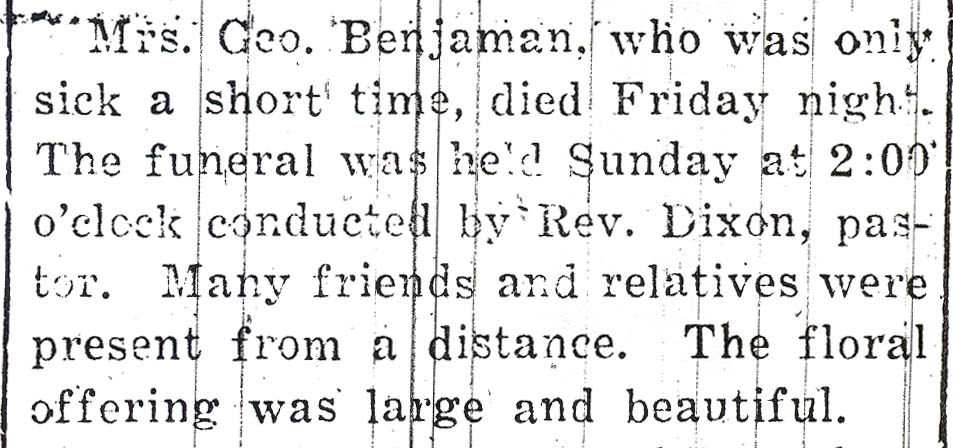 Mrs. Geo. Benjaman, who was only
sick a short time, died Friday night.
The funeral was held Sunday at 2:00
o'clock conducted by Rev. Dixon, pas-
tor. Many friends and relatives were
present from a distance. The floral
offering was large and beautiful.